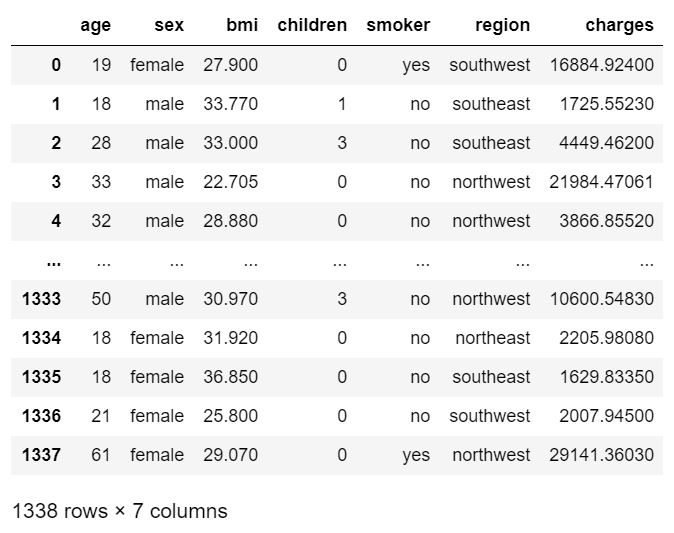 age sex bmi children smoker region charges
0 19 female 27.900 0 yes southwest 16884.92400
1 18 male 33.770 1 no southeast 1725.55230
2 28 male 33.000 3 no southeast 4449.46200
3 33 male 22.705 0 no northwest 21984.47061
4 32 male 28.880 0 no northwest 3866.85520
... ... ... ... ... ... ... ...
1333 50 male 30.970 3 no northwest 10600.54830
1334 18 female 31.920 0 no northeast 2205.98080
1335 18 female 36.850 0 no southeast 1629.83350
1336 21 female 25.800 0 no southwest 2007.94500
1337 61 female 29.070 0 yes northwest 29141.36030
1338 rows × 7 columns